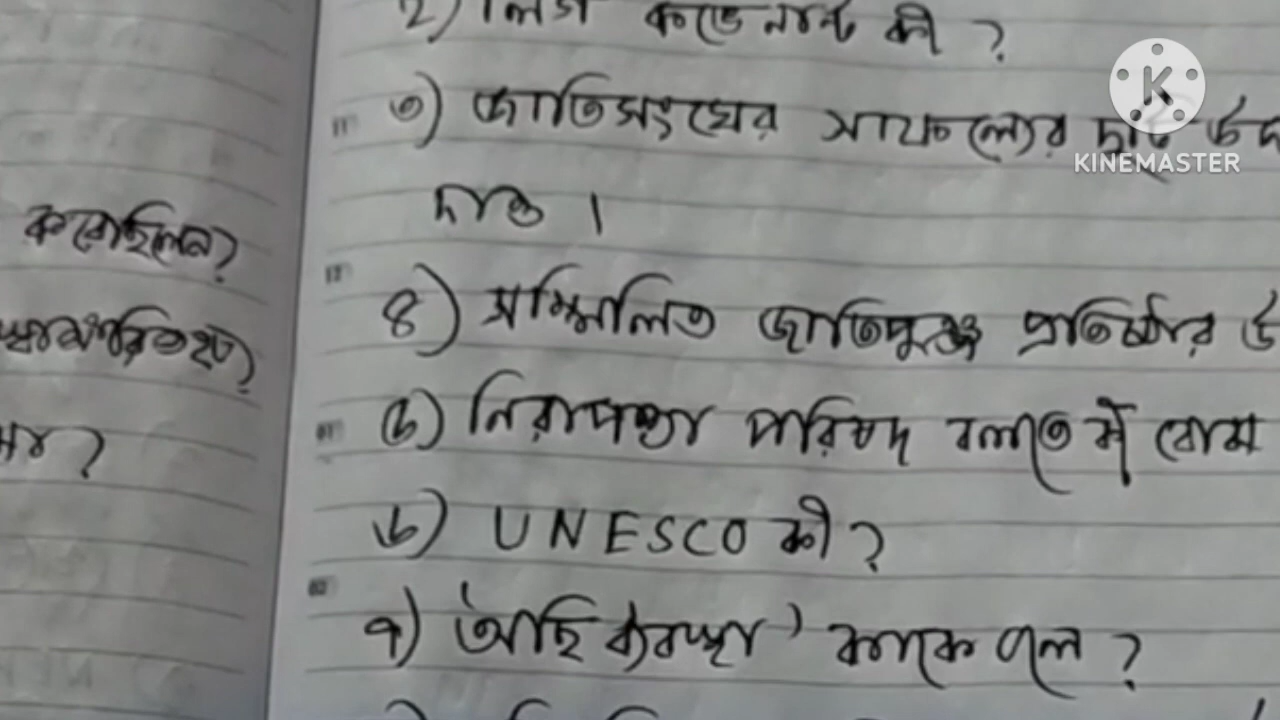 করেছিলেন?
২) লিগ কভেনান্ট কী ?
৩) জাতিসংঘের সাফল্যের দুটি উদা
দাও ।
৪) সম্মিলিত জাতিপুঞ্জ প্রতিষ্ঠার উ
৫) নিরাপত্তা পরিষদ বলতে কী বোঝ
৬) UNESCO কী ?
৭) 'অছি ব্যবস্থা' কাকে বলে ?
KINEMASTER